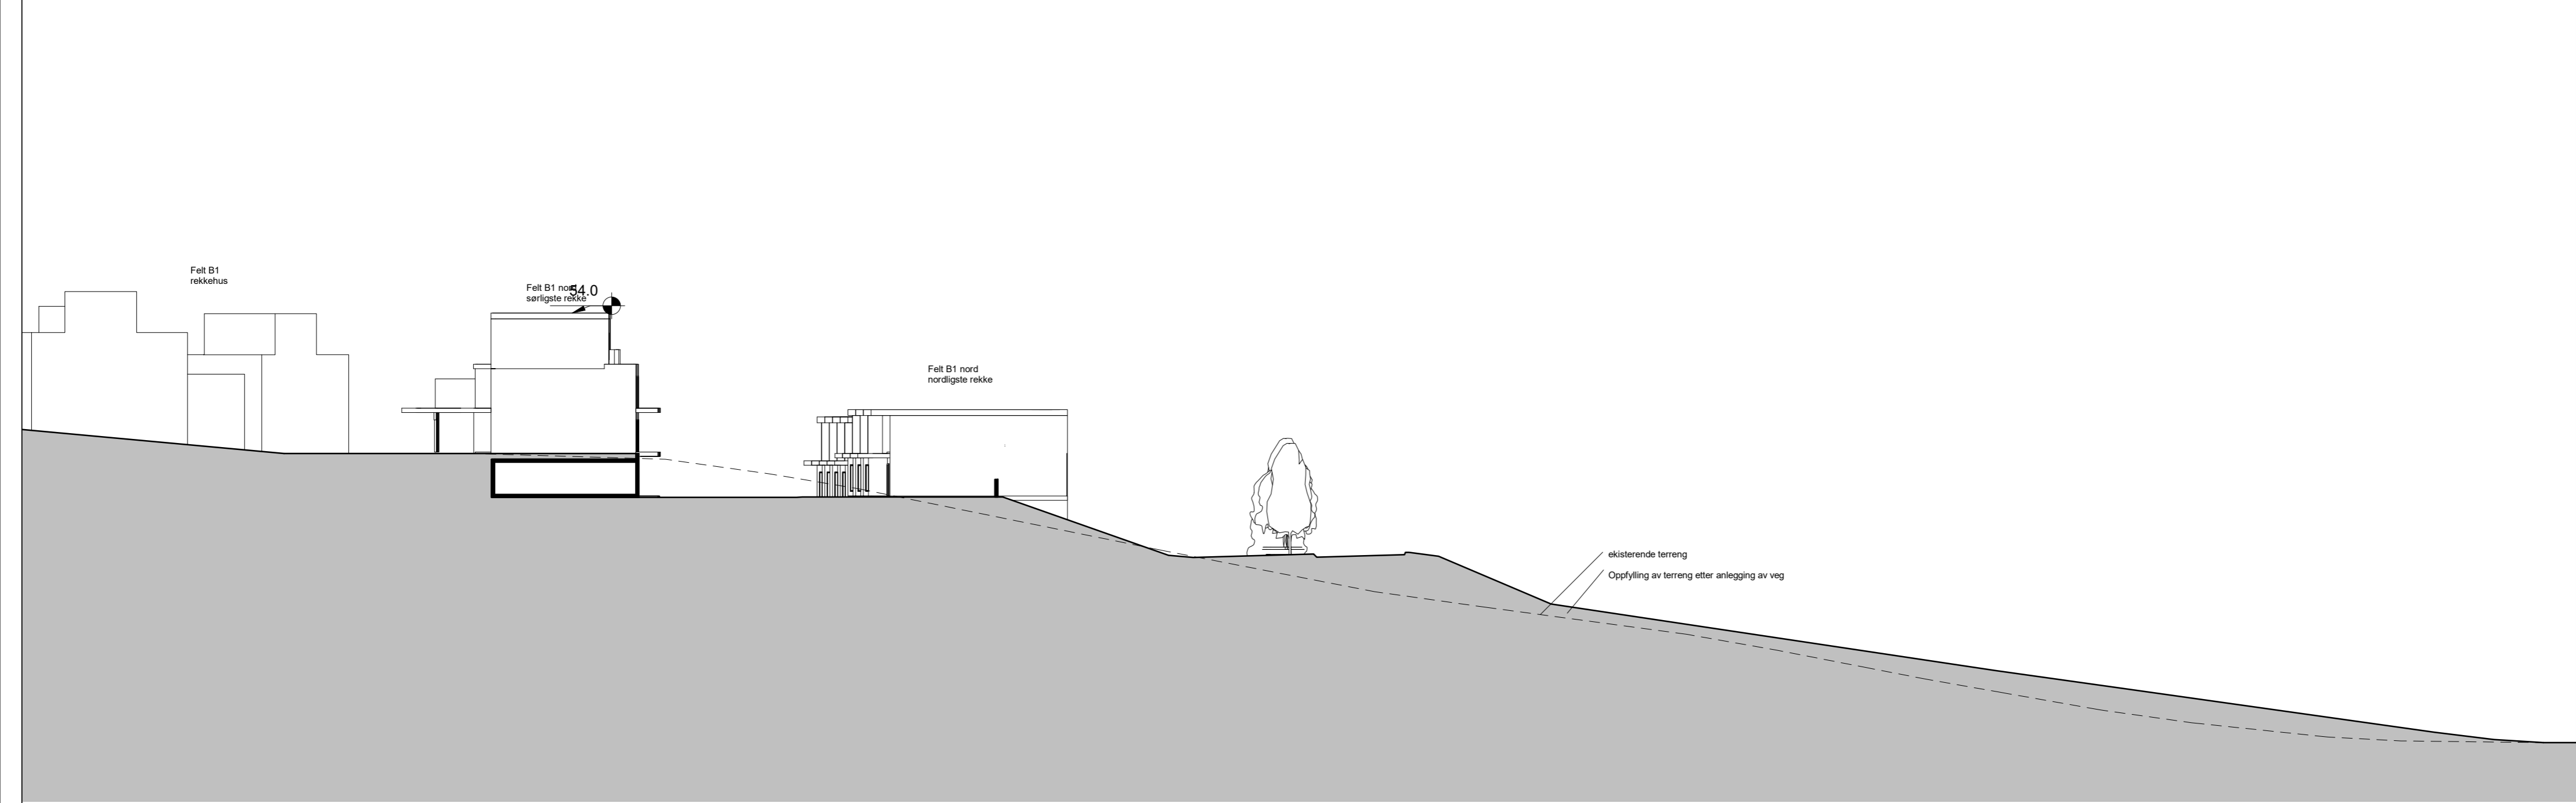 Felt B1
rekkehus
Felt B1 nord
sørligste rekke
54.0
Felt B1 nord
nordligste rekke
ekisterende terreng
Oppfylling av terreng etter anlegging av veg